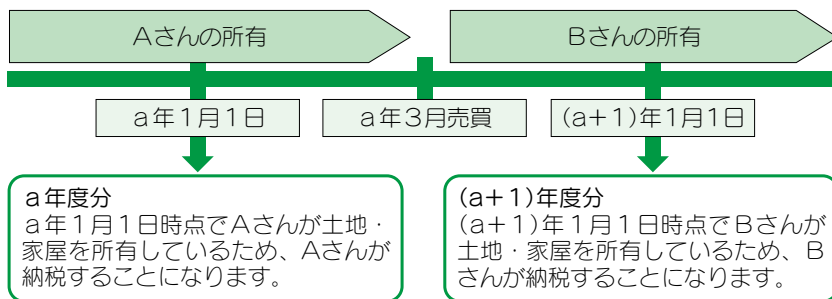 Aさんの所有
Bさんの所有
a年1月1日
a年3月売買
(a+1)年1月1日
a年度分
a年1月1日時点でAさんが土地・
家屋を所有しているため、Aさんが
納税することになります。
(a+1)年度分
(a+1)年1月1日時点でBさんが
土地・家屋を所有しているため、B
さんが納税することになります。